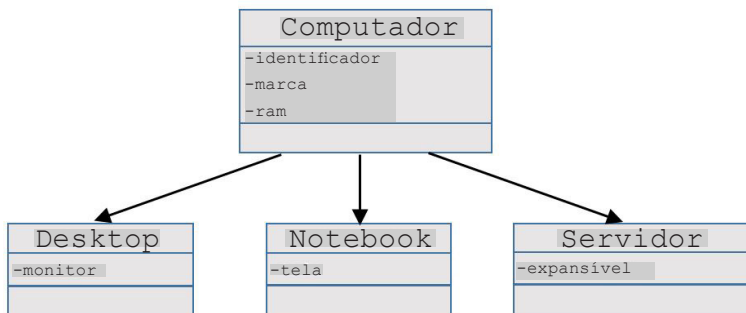 Computador
-identificador
-marca
-ram
Desktop
-monitor
Notebook
-tela
Servidor
-expansível